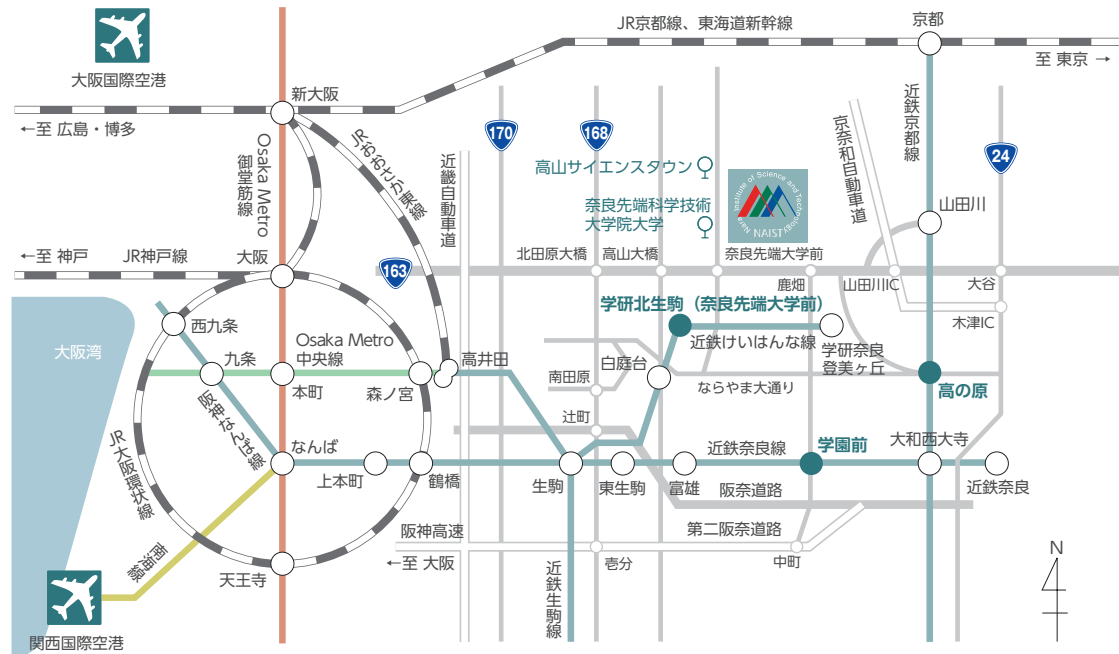 JR京都線、東海道新幹線
京都
至 東京 →
大阪国際空港
新大阪
←至 広島・博多
Osaka Metro
御堂筋線
JRおおさか東線
近畿自動車道
170
168
高山サイエンスタウン
奈良先端科学技術
大学院大学
Nara Institute of Science and Technology
NAIST
京奈和自動車道
近鉄京都線
24
山田川
←至 神戸
JR神戸線
大阪
163
北田原大橋
高山大橋
奈良先端大学前
鹿畑
山田川IC
大谷
木津IC
大阪湾
西九条
九条
Osaka Metro
中央線
本町
森ノ宮
高井田
学研北生駒（奈良先端大学前）
近鉄けいはんな線
学研奈良
登美ヶ丘
白庭台
南田原
ならやま大通り
高の原
辻町
阪神なんば線
JR大阪環状線
なんば
上本町
鶴橋
生駒
東生駒
富雄
近鉄奈良線
学園前
大和西大寺
近鉄奈良
阪奈道路
第二阪奈道路
阪神高速
←至 大阪
壱分
中町
近鉄生駒線
南海線
天王寺
関西国際空港
N